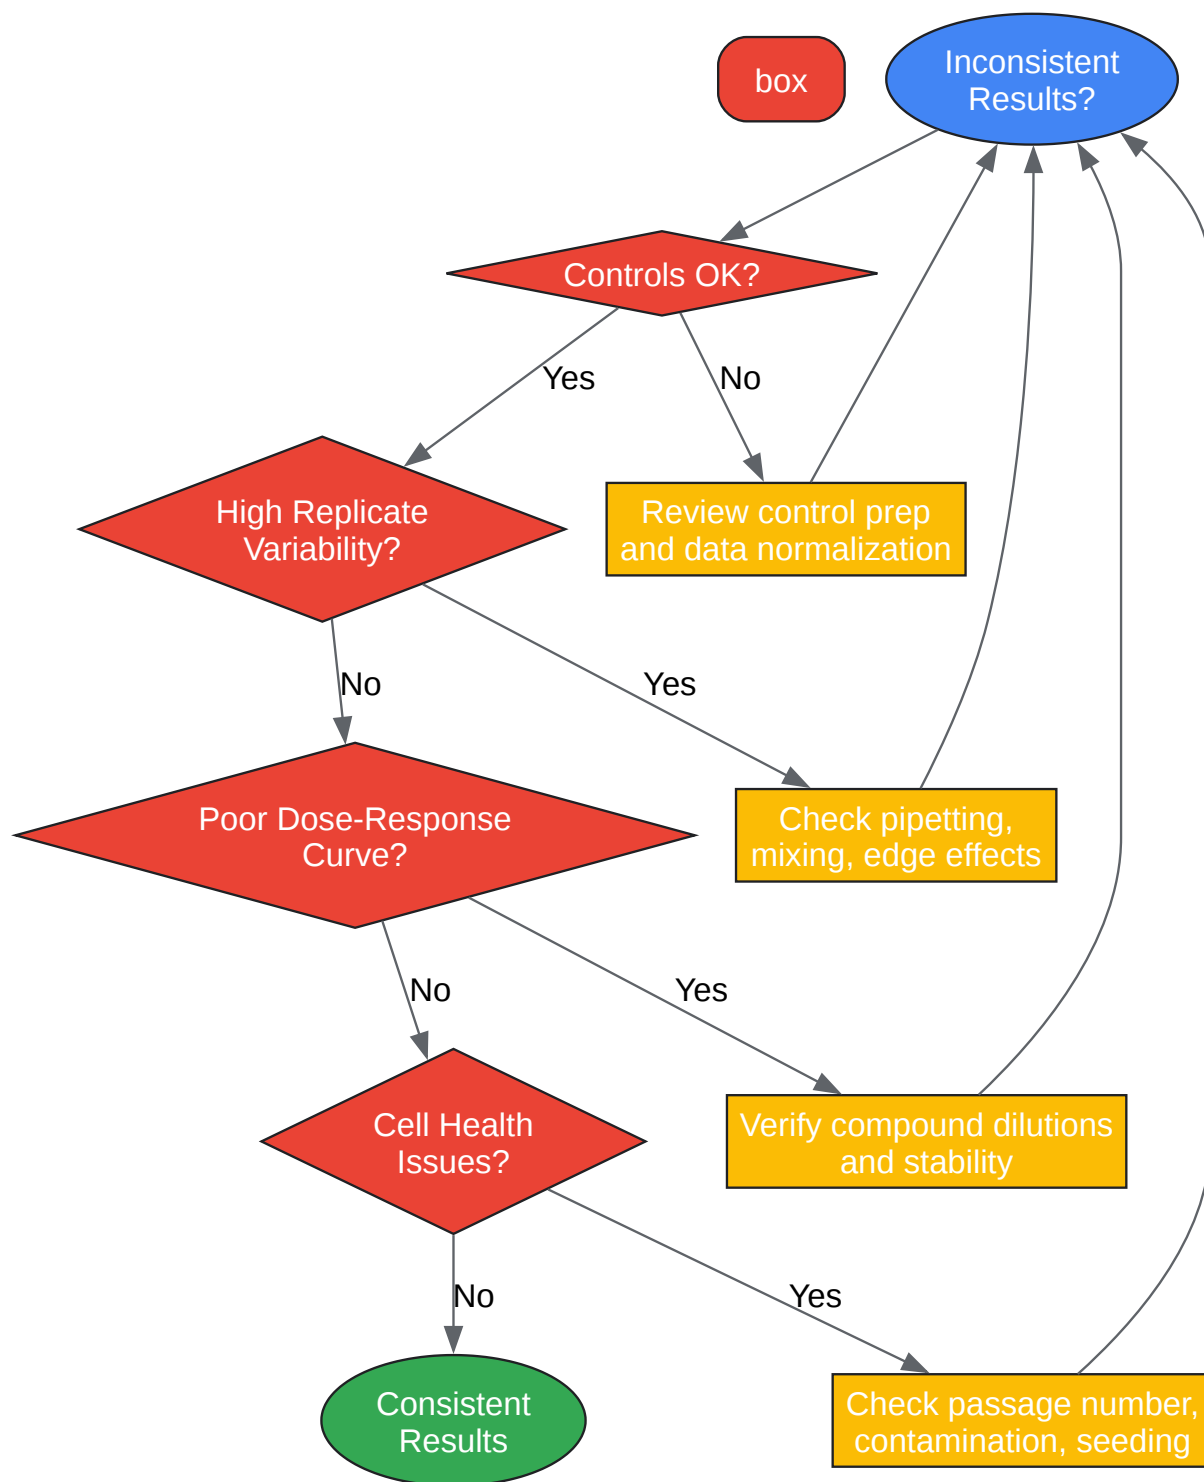 box
Inconsistent
Results?
Controls OK?
Yes
No
High Replicate
Variability?
Review control prep
and data normalization
No
Yes
Poor Dose-Response
Curve?
Check pipetting,
mixing, edge effects
No
Yes
Cell Health
Issues?
Verify compound dilutions
and stability
No
Yes
Consistent
Results
Check passage number,
contamination, seeding